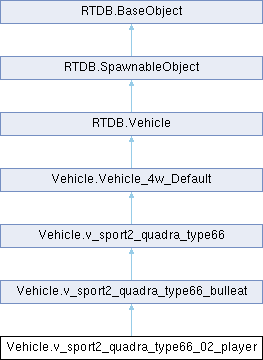 RTDB.BaseObject
RTDB.SpawnableObject
RTDB.Vehicle
Vehicle.Vehicle_4w_Default
Vehicle.v_sport2_quadra_type66
Vehicle.v_sport2_quadra_type66_bulleat
Vehicle.v_sport2_quadra_type66_02_player